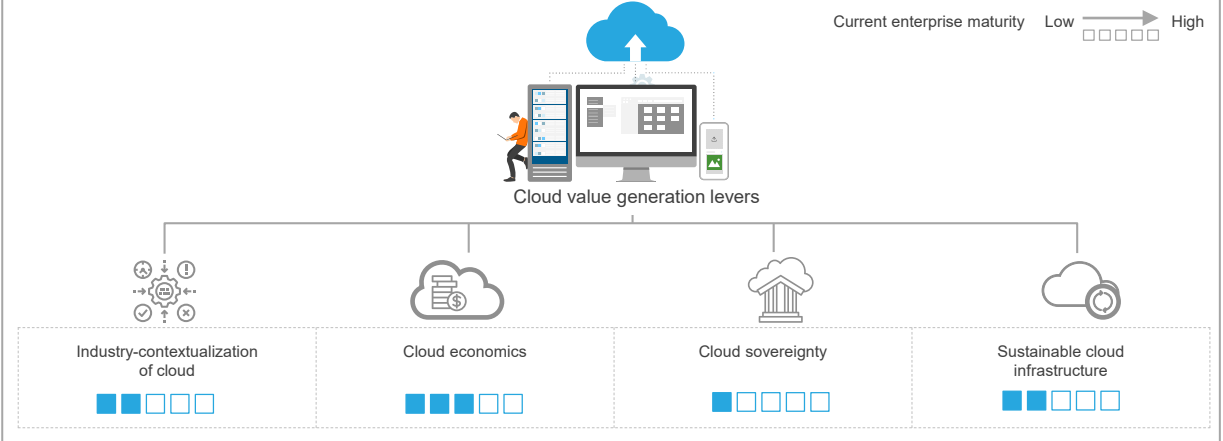 Current enterprise maturity Low High
Cloud value generation levers
Industry-contextualization
of cloud
Cloud economics
Cloud sovereignty
Sustainable cloud
infrastructure